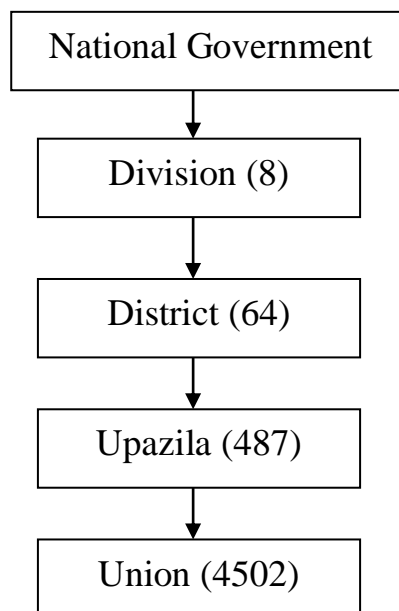 National Government
Division (8)
District (64)
Upazila (487)
Union (4502)